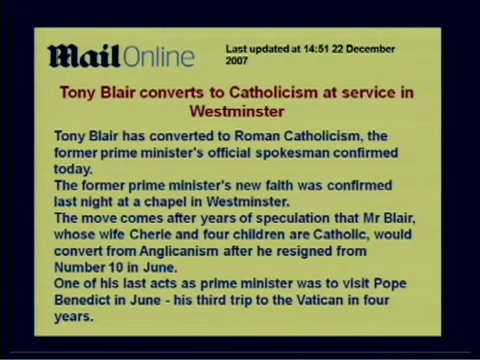 Mail Online
Last updated at 14:51 22 December
2007
Tony Blair converts to Catholicism at service in
Westminster
Tony Blair has converted to Roman Catholicism, the
former prime minister's official spokesman confirmed
today.
The former prime minister's new faith was confirmed
last night at a chapel in Westminster.
The move comes after years of speculation that Mr Blair,
whose wife Cherie and four children are Catholic, would
convert from Anglicanism after he resigned from
Number 10 in June.
One of his last acts as prime minister was to visit Pope
Benedict in June - his third trip to the Vatican in four
years.